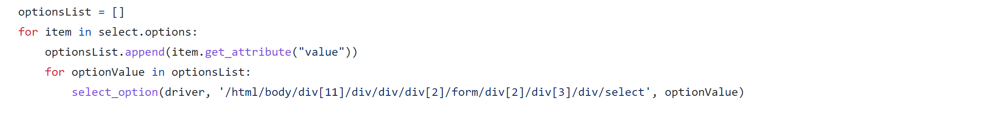 optionsList = []
for item in select.options:
    optionsList.append(item.get_attribute("value"))
    for optionValue in optionsList:
        select_option(driver, '/html/body/div[11]/div/div/div[2]/form/div[2]/div[3]/div/select', optionValue)